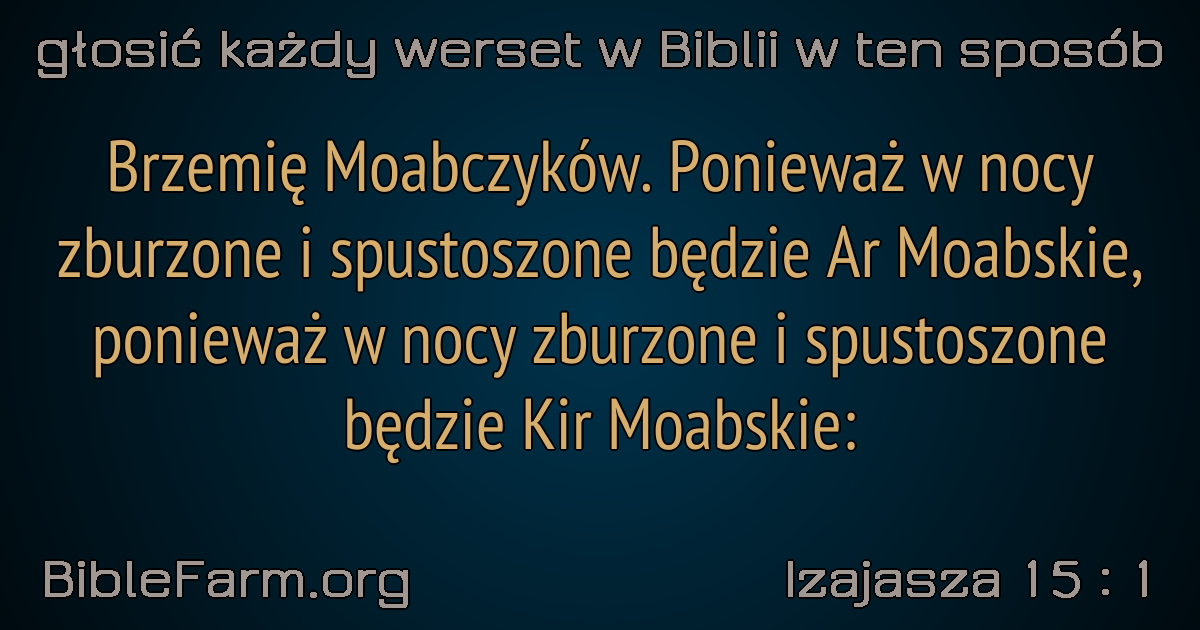 głosić każdy werset w Biblii w ten sposób
Brzemię Moabczyków. Ponieważ w nocy
zburzone i spustoszone będzie Ar Moabskie,
ponieważ w nocy zburzone i spustoszone
będzie Kir Moabskie:
BibleFarm.org
Izajasza 15 : 1